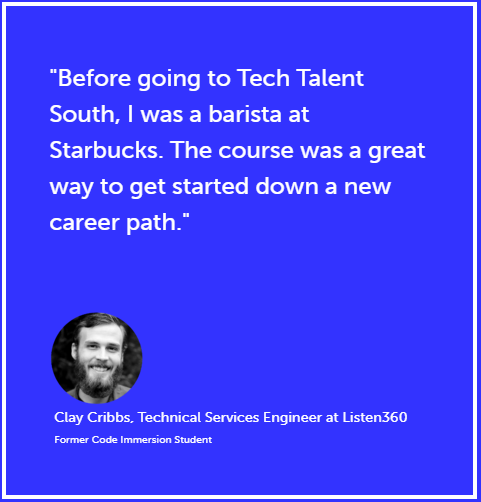 "Before going to Tech Talent
South, I was a barista at
Starbucks. The course was a great
way to get started down a new
career path."
Clay Cribbs, Technical Services Engineer at Listen360
Former Code Immersion Student